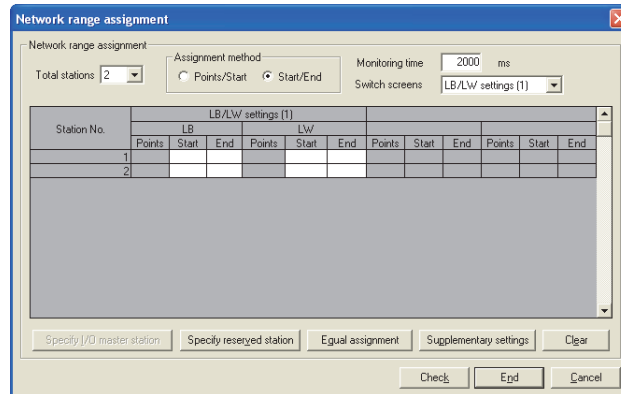 Network range assignment
Network range assignment
Total stations 2
Assignment method
Points/Start Start/End
Monitoring time 2000 ms
Switch screens LB/LW settings (1)
Station No.
LB/LW settings (1)
LB LW
Points Start End Points Start End Points Start End Points Start End
1
2
Specify I/O master station Specify reserved station Equal assignment Supplementary settings Clear
Check End Cancel